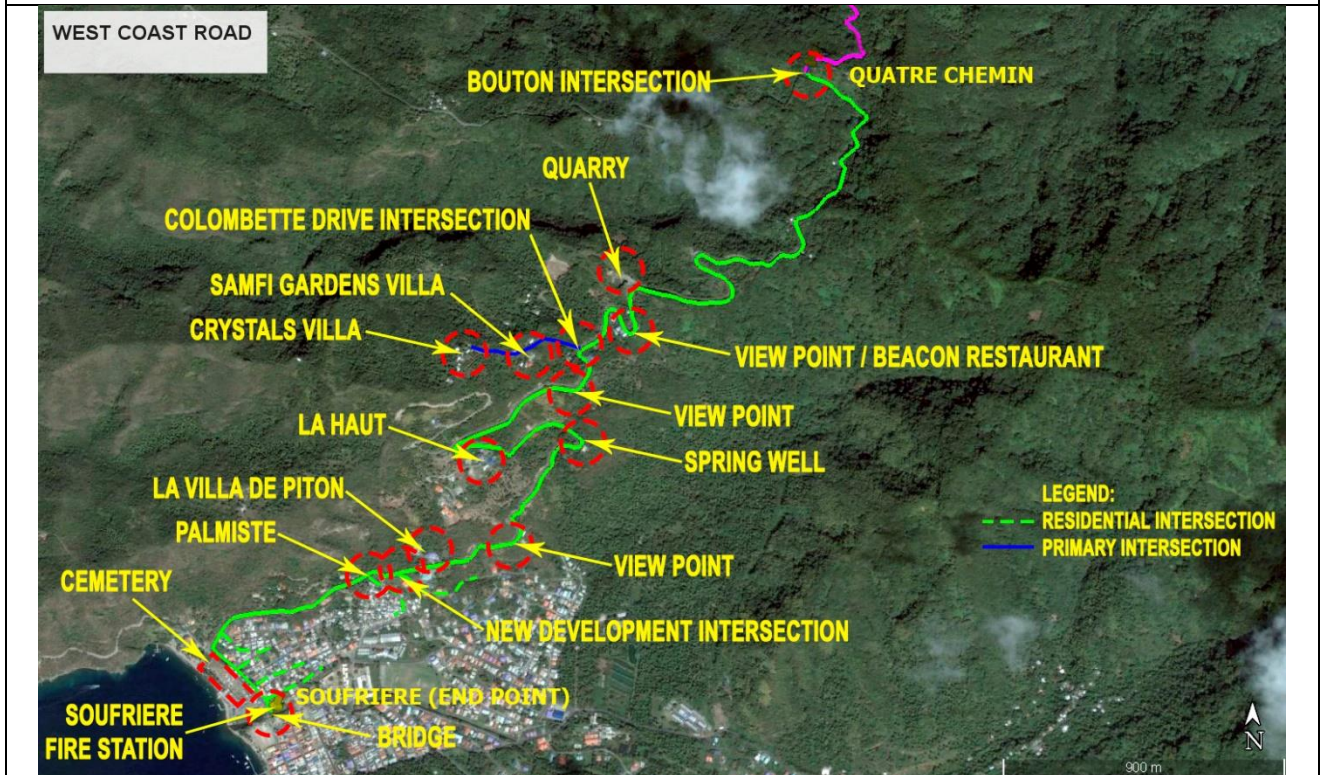 WEST COAST ROAD
BOUTON INTERSECTION
QUATRE CHEMIN
QUARRY
COLOMBETTE DRIVE INTERSECTION
SAMFI GARDENS VILLA
CRYSTALS VILLA
VIEW POINT / BEACON RESTAURANT
VIEW POINT
LA HAUT
SPRING WELL
LA VILLA DE PITON
PALMISTE
VIEW POINT
CEMETERY
NEW DEVELOPMENT INTERSECTION
SOUFRIERE (END POINT)
SOUFRIERE
FIRE STATION
BRIDGE
LEGEND:
RESIDENTIAL INTERSECTION
PRIMARY INTERSECTION
N
900 m